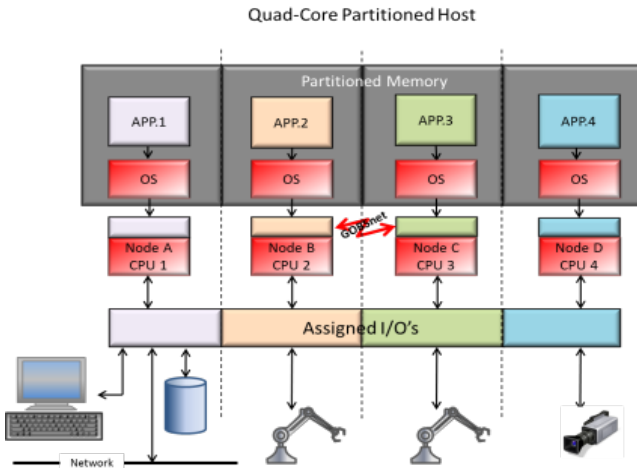 Quad-Core Partitioned Host
Partitioned Memory
APP.1
APP.2
APP.3
APP.4
OS
OS
OS
OS
GOBSnet
Node A
CPU 1
Node B
CPU 2
Node C
CPU 3
Node D
CPU 4
Assigned I/O's
Network